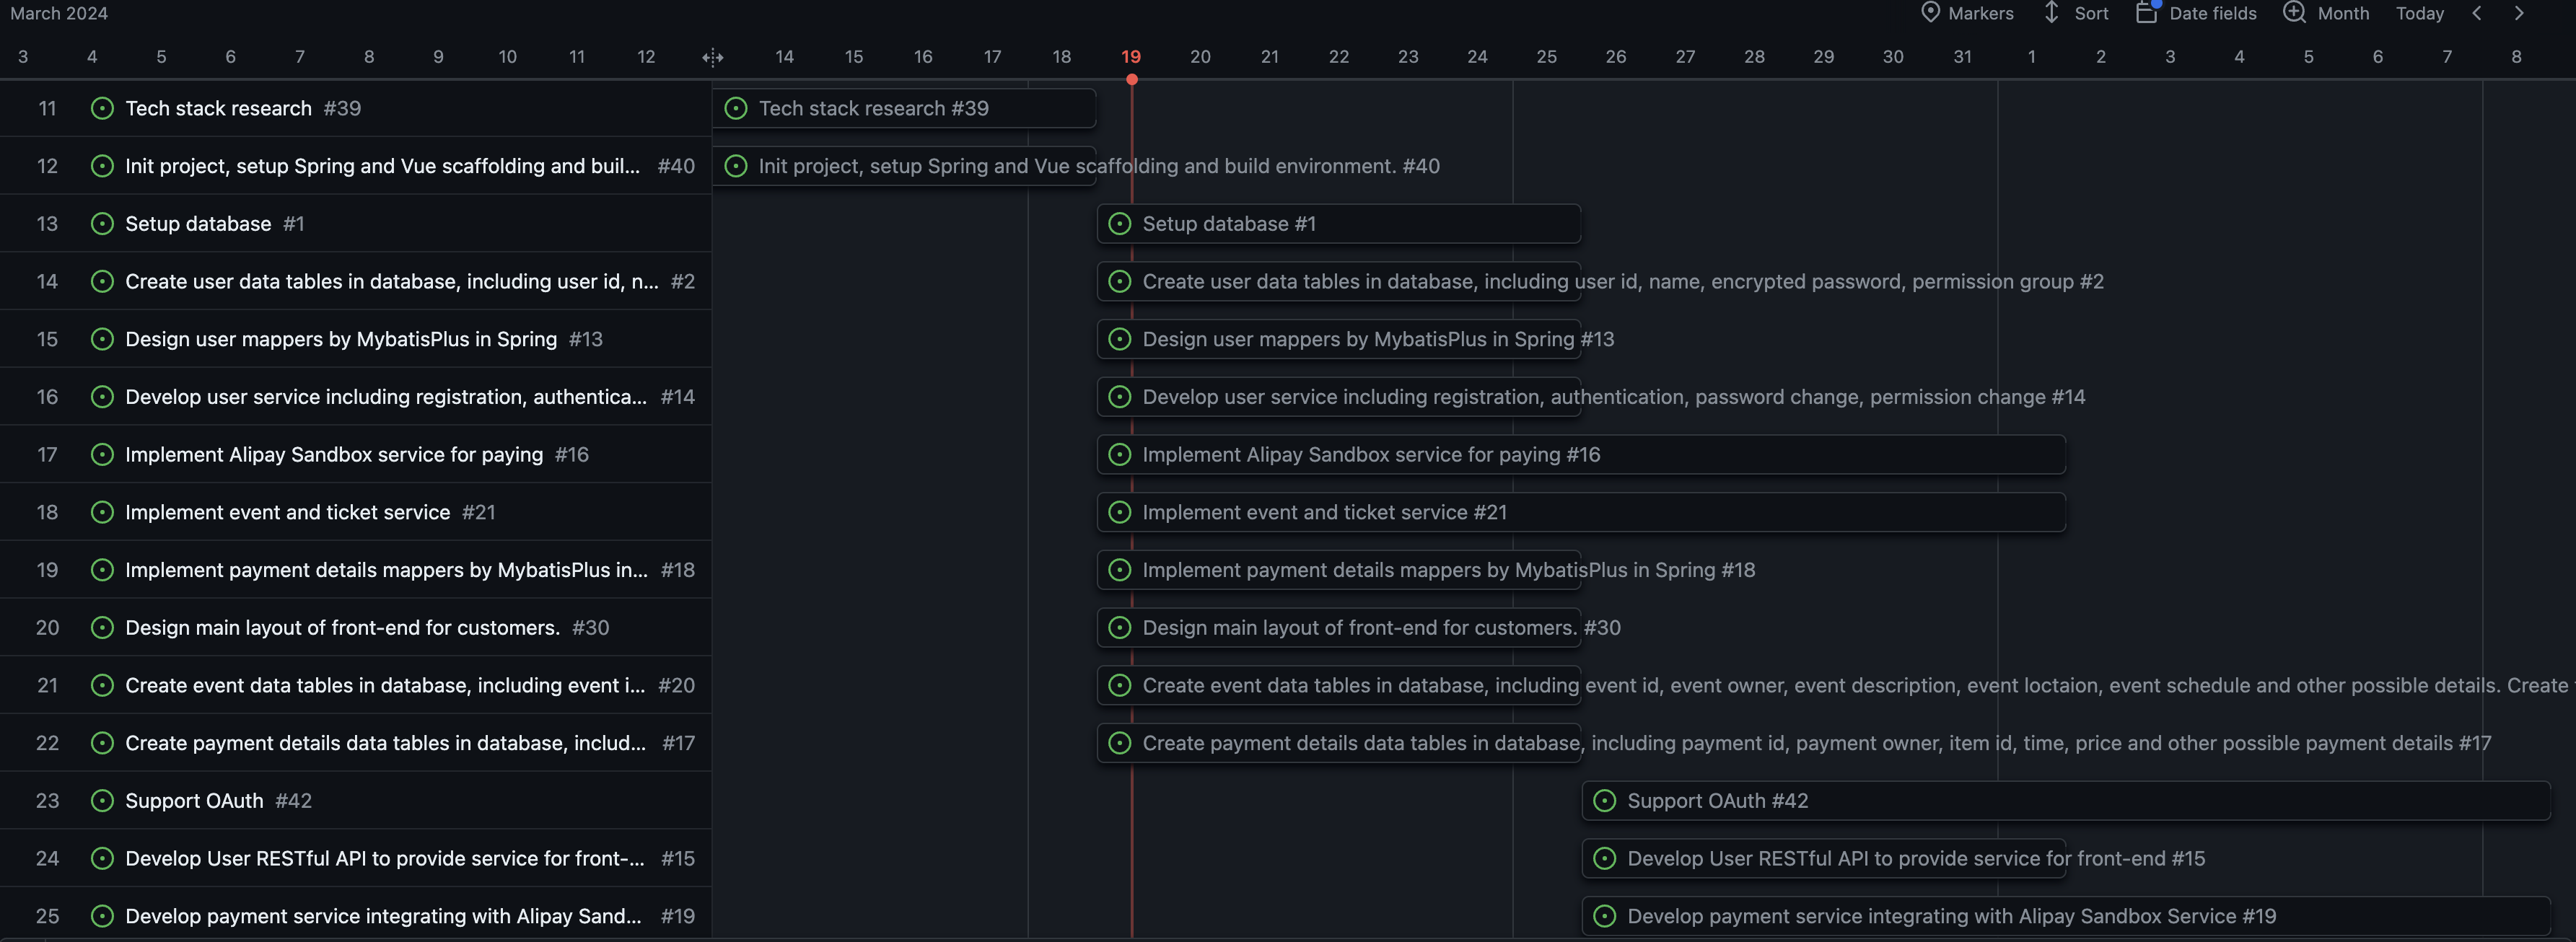 March 2024 Markers Sort Date fields Month Today
3 4 5 6 7 8 9 10 11 12 14 15 16 17 18 19 20 21 22 23 24 25 26 27 28 29 30 31 1 2 3 4 5 6 7 8
11 Tech stack research #39 Tech stack research #39
12 Init project, setup Spring and Vue scaffolding and buil... #40 Init project, setup Spring and Vue scaffolding and build environment. #40
13 Setup database #1 Setup database #1
14 Create user data tables in database, including user id, n... #2 Create user data tables in database, including user id, name, encrypted password, permission group #2
15 Design user mappers by MybatisPlus in Spring #13 Design user mappers by MybatisPlus in Spring #13
16 Develop user service including registration, authentica... #14 Develop user service including registration, authentication, password change, permission change #14
17 Implement Alipay Sandbox service for paying #16 Implement Alipay Sandbox service for paying #16
18 Implement event and ticket service #21 Implement event and ticket service #21
19 Implement payment details mappers by MybatisPlus in... #18 Implement payment details mappers by MybatisPlus in Spring #18
20 Design main layout of front-end for customers. #30 Design main layout of front-end for customers. #30
21 Create event data tables in database, including event i... #20 Create event data tables in database, including event id, event owner, event description, event loctaion, event schedule and other possible details. Create
22 Create payment details data tables in database, includ... #17 Create payment details data tables in database, including payment id, payment owner, item id, time, price and other possible payment details #17
23 Support OAuth #42 Support OAuth #42
24 Develop User RESTful API to provide service for front-... #15 Develop User RESTful API to provide service for front-end #15
25 Develop payment service integrating with Alipay Sand... #19 Develop payment service integrating with Alipay Sandbox Service #19